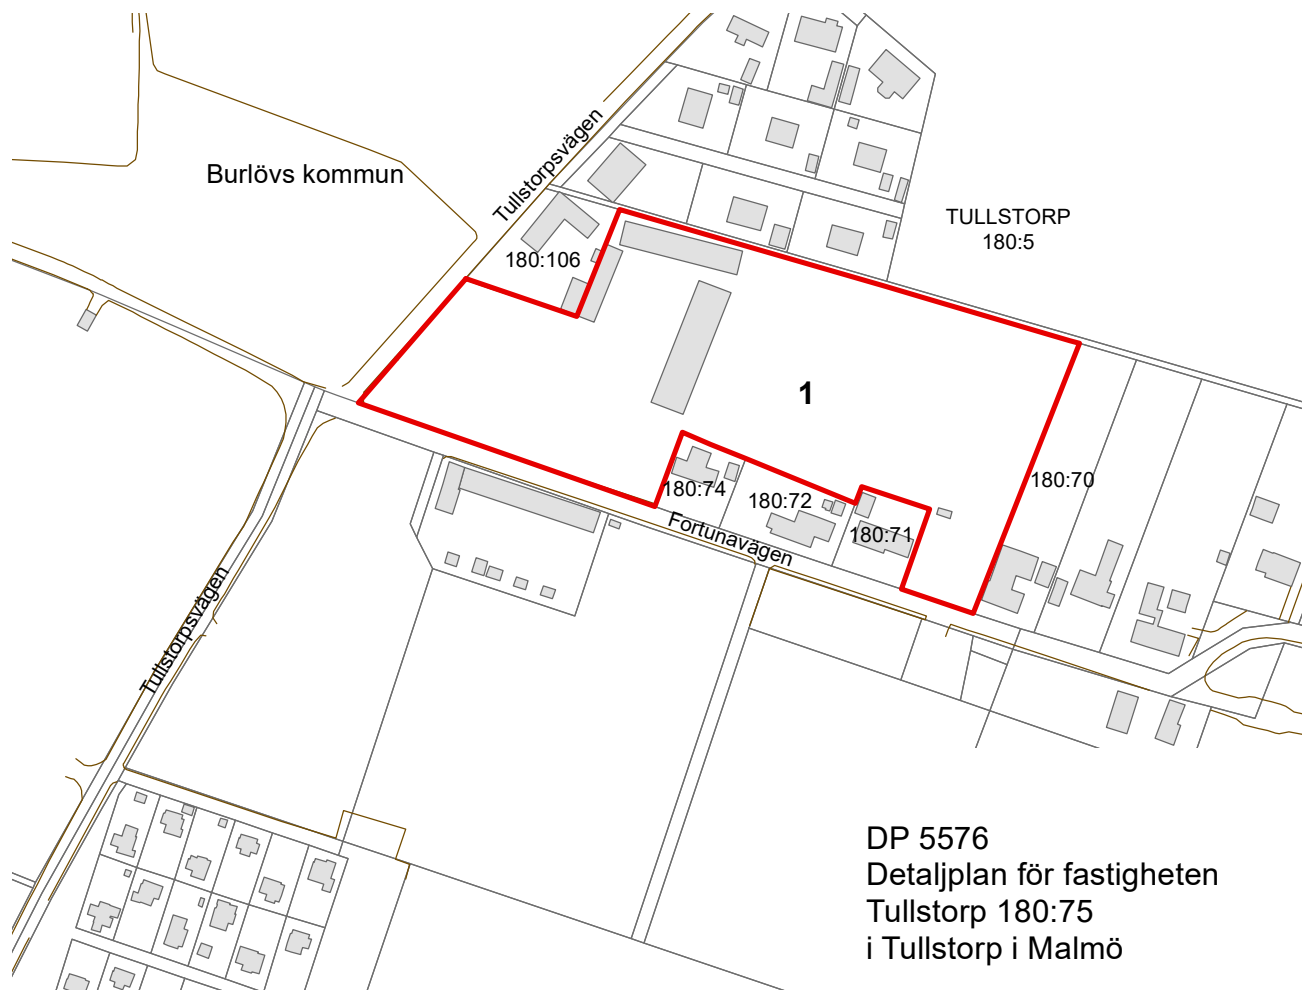 Burlövs kommun
Tullstorpsvägen
TULLSTORP
180:5
180:106
1
180:70
180:74
180:72
180:71
Fortunavägen
Tullstorpsvägen
DP 5576
Detaljplan för fastigheten
Tullstorp 180:75
i Tullstorp i Malmö